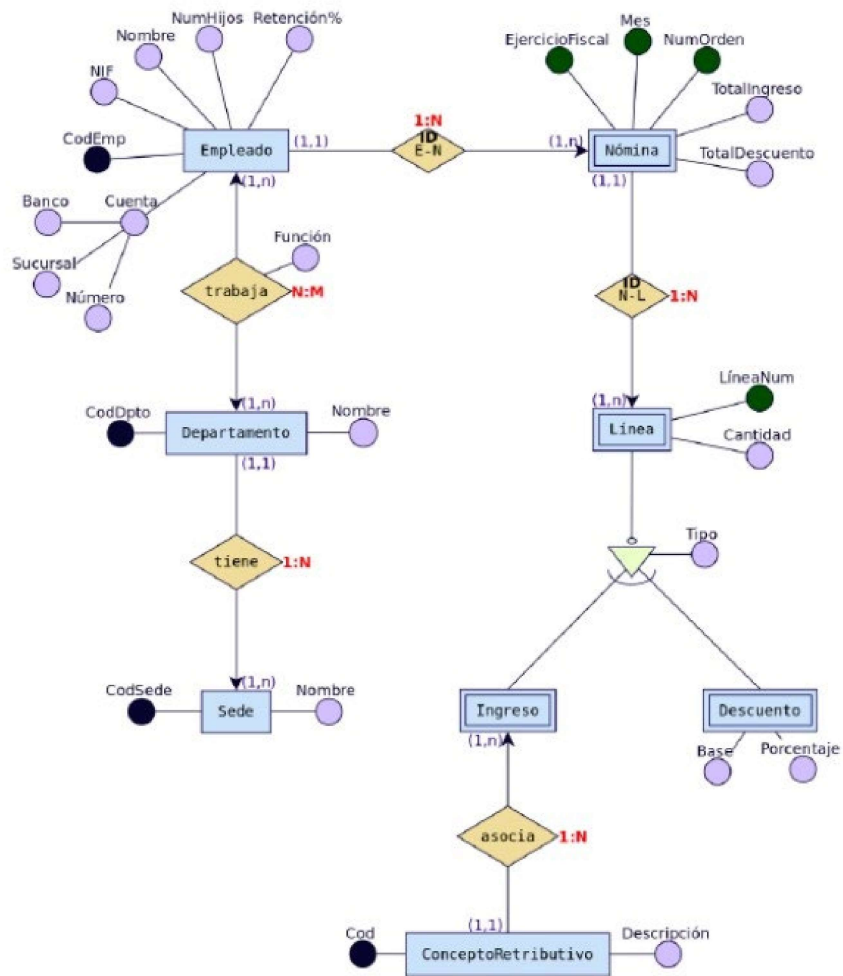 NumHijos
Retención%
Nombre
NIF
CodEmp
Empleado
(1,1)
(1,n)
Banco
Cuenta
Sucursal
Número
1:N
ID
E-N
EjercicioFiscal
Mes
NumOrden
TotalIngreso
TotalDescuento
(1,n)
Nómina
(1,1)
Función
trabaja
N:M
ID
N-L
1:N
(1,n)
CodDpto
Departamento
Nombre
(1,1)
LíneaNum
(1,n)
Línea
Cantidad
tiene
1:N
Tipo
(1,n)
CodSede
Sede
Nombre
Ingreso
(1,n)
Descuento
Base
Porcentaje
asocia
1:N
(1,1)
Cod
ConceptoRetributivo
Descripción